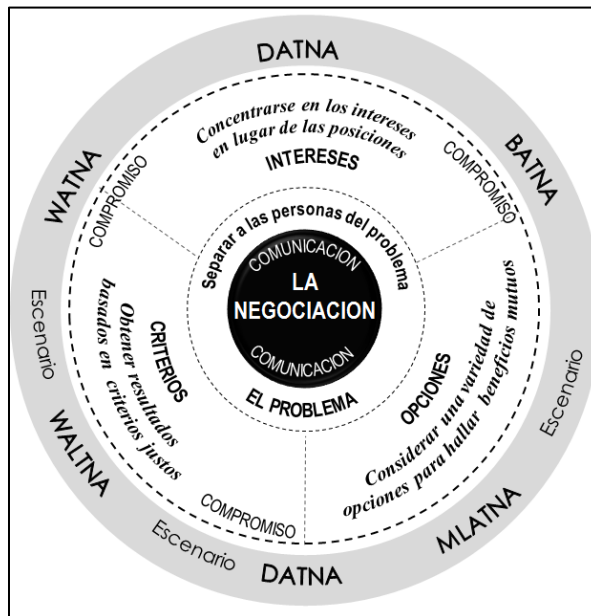 DATNA
WATNA
BATNA
Concentrarse en los intereses
en lugar de las posiciones
INTERESES
COMPROMISO
COMPROMISO
Separar a las personas del problema
COMUNICACION
LA
NEGOCIACION
COMUNICACION
EL PROBLEMA
CRITERIOS
Obtener resultados
basados en criterios justos
OPCIONES
Considerar una variedad de
opciones para hallar beneficios mutuos
COMPROMISO
Escenario
Escenario
WALTNA
MLATNA
Escenario
DATNA